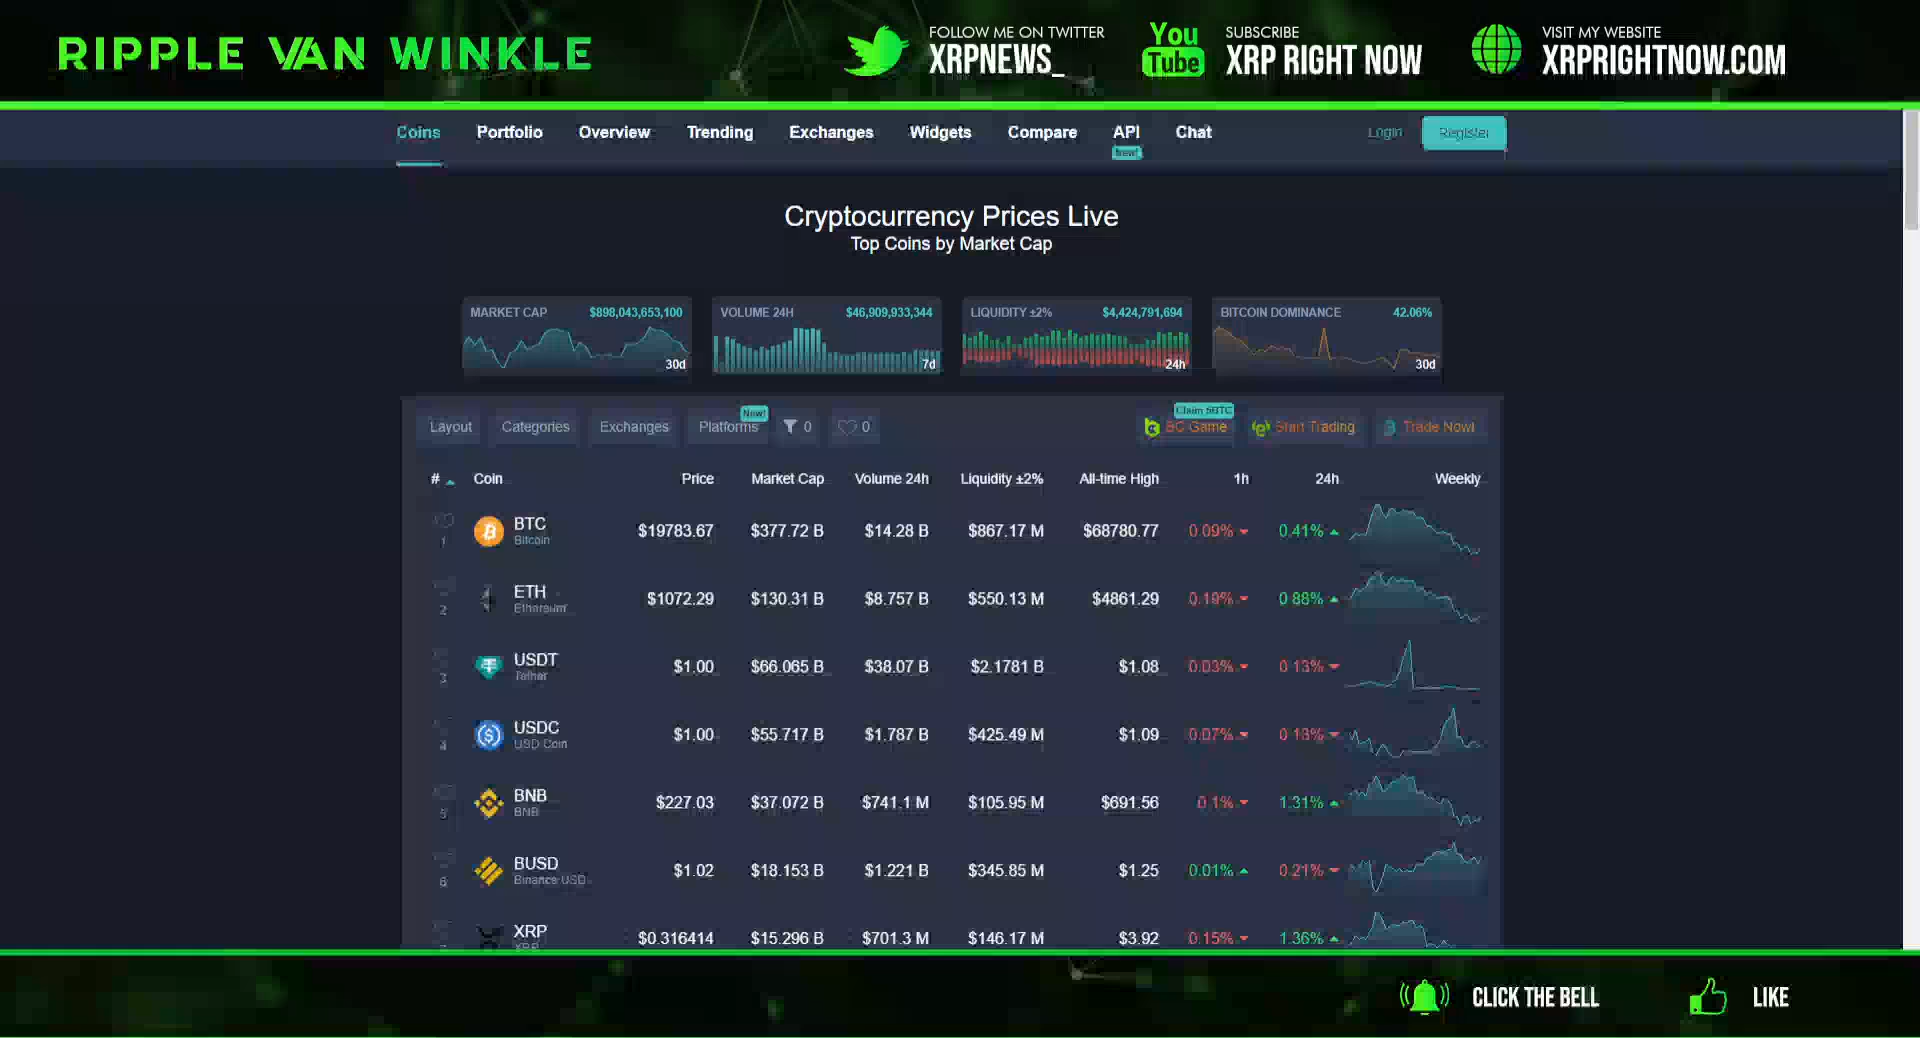 RIPPLE VAN WINKLE
FOLLOW ME ON TWITTER
XRPNEWS_
You
Tube
SUBSCRIBE
XRP RIGHT NOW
VISIT MY WEBSITE
XRPRIGHTNOW.COM
Coins Portfolio Overview Trending Exchanges Widgets Compare API Chat Login Register
New!
Cryptocurrency Prices Live
Top Coins by Market Cap
MARKET CAP $898,043,653,100
30d
VOLUME 24H $46,909,933,344
7d
LIQUIDITY ±2% $4,424,791,694
24h
BITCOIN DOMINANCE 42.06%
30d
Layout Categories Exchanges Platforms New! 0 0
Claim 5BTC
BC Game Start Trading Trade Now!
# Coin Price Market Cap Volume 24h Liquidity ±2% All-time High 1h 24h Weekly
1 BTC Bitcoin $19783.67 $377.72 B $14.28 B $867.17 M $68780.77 0.09% 0.41%
2 ETH Ethereum $1072.29 $130.31 B $8.757 B $550.13 M $4861.29 0.19% 0.88%
3 USDT Tether $1.00 $66.065 B $38.07 B $2.1781 B $1.08 0.03% 0.13%
4 USDC USD Coin $1.00 $55.717 B $1.787 B $425.49 M $1.09 0.07% 0.13%
5 BNB BNB $227.03 $37.072 B $741.1 M $105.95 M $691.56 0.1% 1.31%
6 BUSD Binance USD $1.02 $18.153 B $1.221 B $345.85 M $1.25 0.01% 0.21%
XRP XRP $0.316414 $15.296 B $701.3 M $146.17 M $3.92 0.15% 1.36%
CLICK THE BELL
LIKE